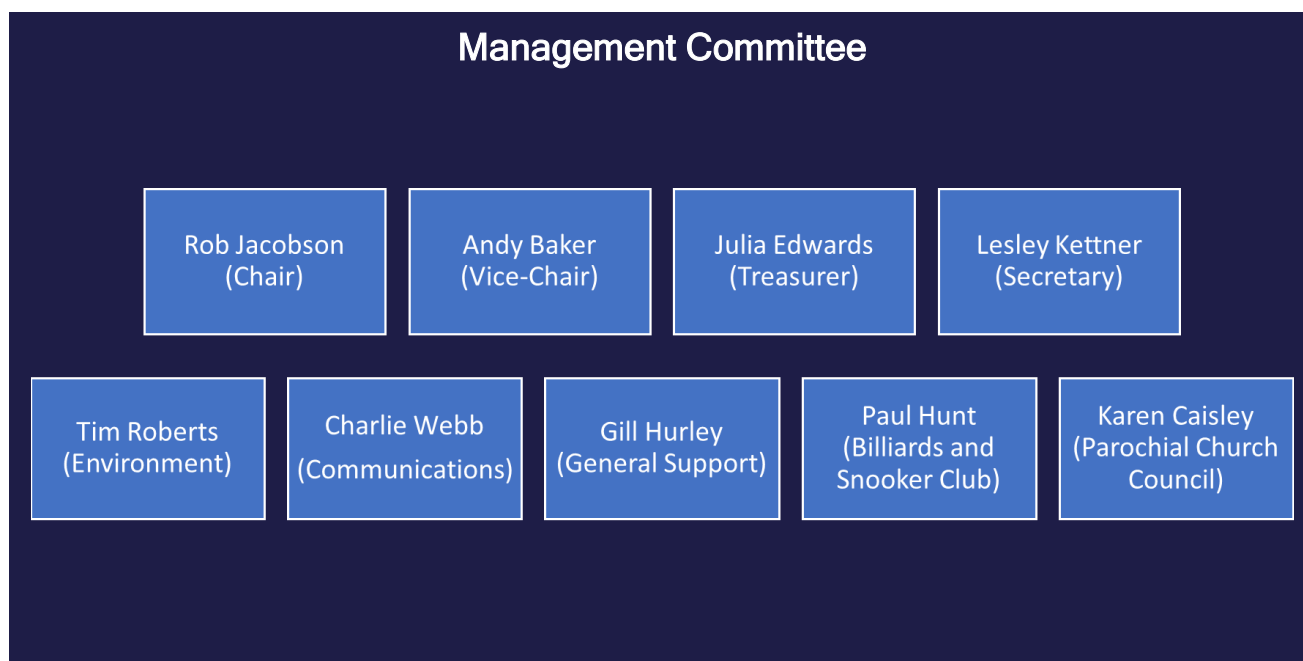 Management Committee
Rob Jacobson
(Chair)
Andy Baker
(Vice-Chair)
Julia Edwards
(Treasurer)
Lesley Kettner
(Secretary)
Tim Roberts
(Environment)
Charlie Webb
(Communications)
Gill Hurley
(General Support)
Paul Hunt
(Billiards and
Snooker Club)
Karen Caisley
(Parochial Church
Council)